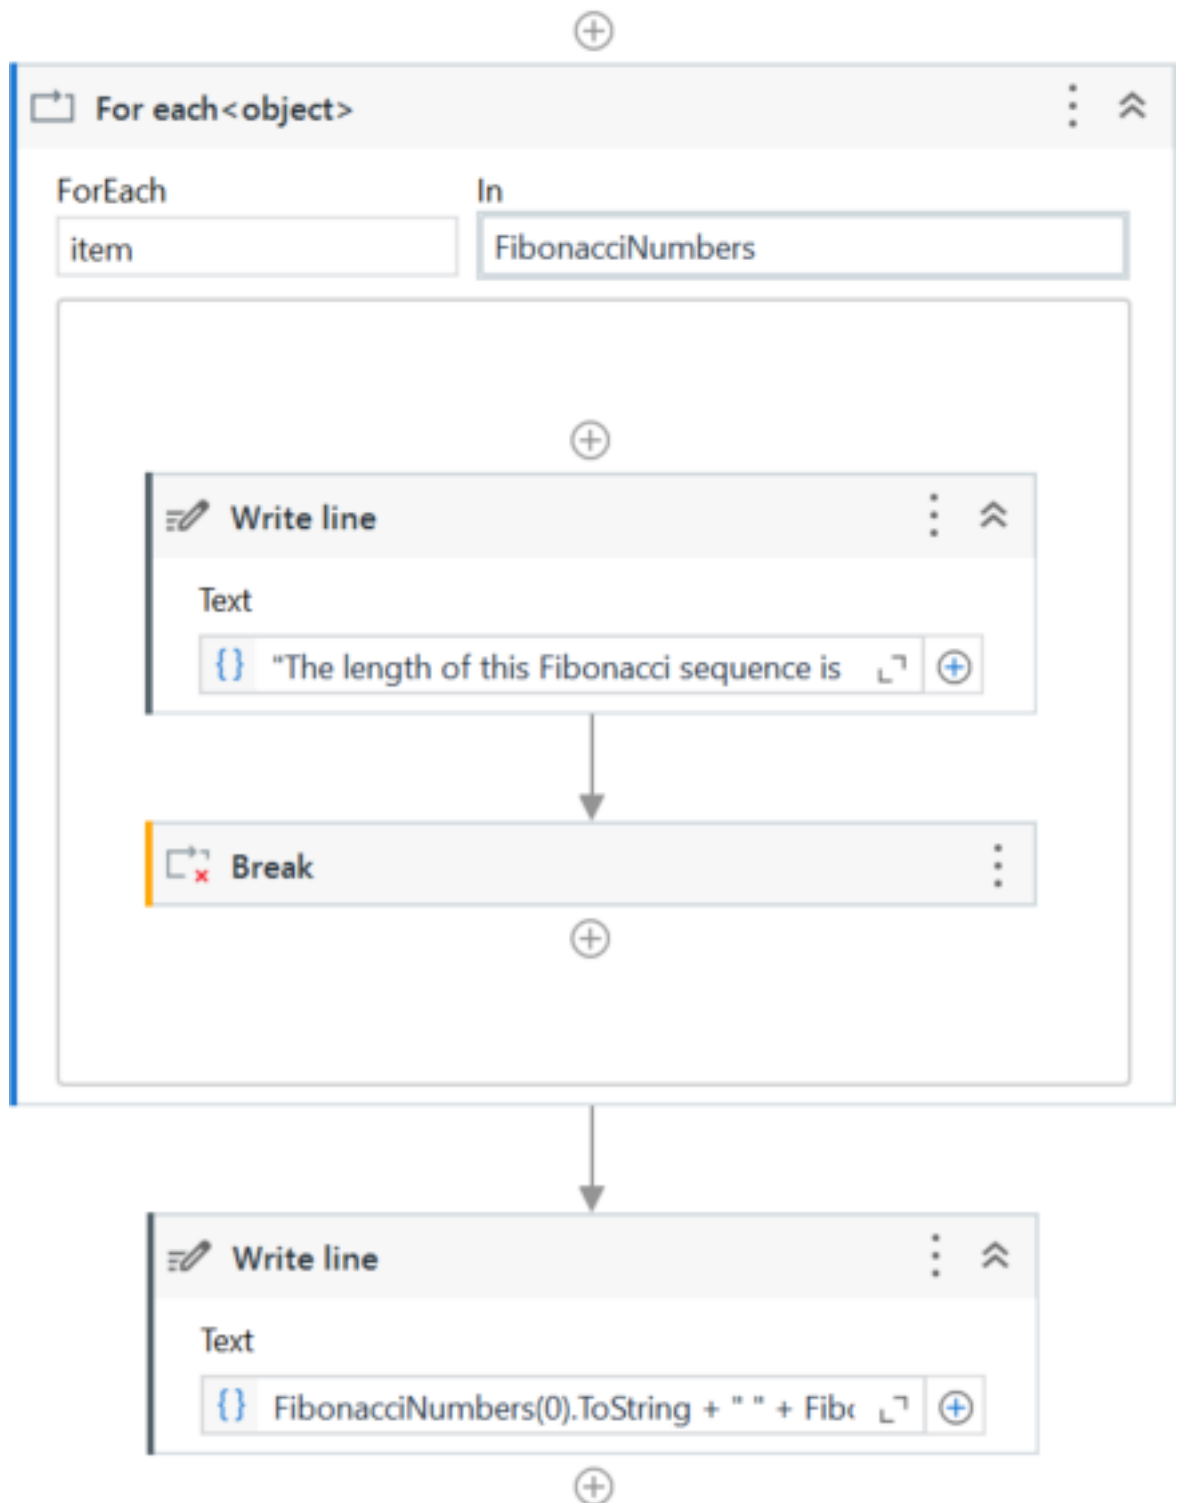 For each<object>
ForEach
In
item
FibonacciNumbers
Write line
Text
{} "The length of this Fibonacci sequence is
Break
Write line
Text
{} FibonacciNumbers(0).ToString + " " + Fib